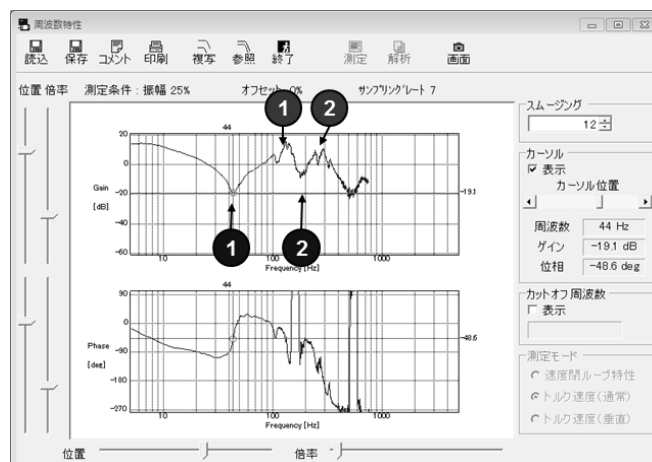 周波数特性
読込 保存 コメント 印刷 複写 参照 終了 測定 解析 画面
位置 倍率 測定条件 : 振幅 25% オフセット 0% サンプリングレート 7
スムージング
12
カーソル
表示
カーソル位置
周波数 44 Hz
ゲイン -19.1 dB
位相 -48.6 deg
カットオフ周波数
表示
測定モード
速度閉ループ特性
トルク速度(通常)
トルク速度(垂直)
1 2
44
20
0
Gain
-20 -19.1
[dB]
-40
-60
1 2
10 100 1000
Frequency [Hz]
44
90
0
Phase -48.6
-90
[deg]
-180
-270
10 100 1000
Frequency [Hz]
位置 倍率